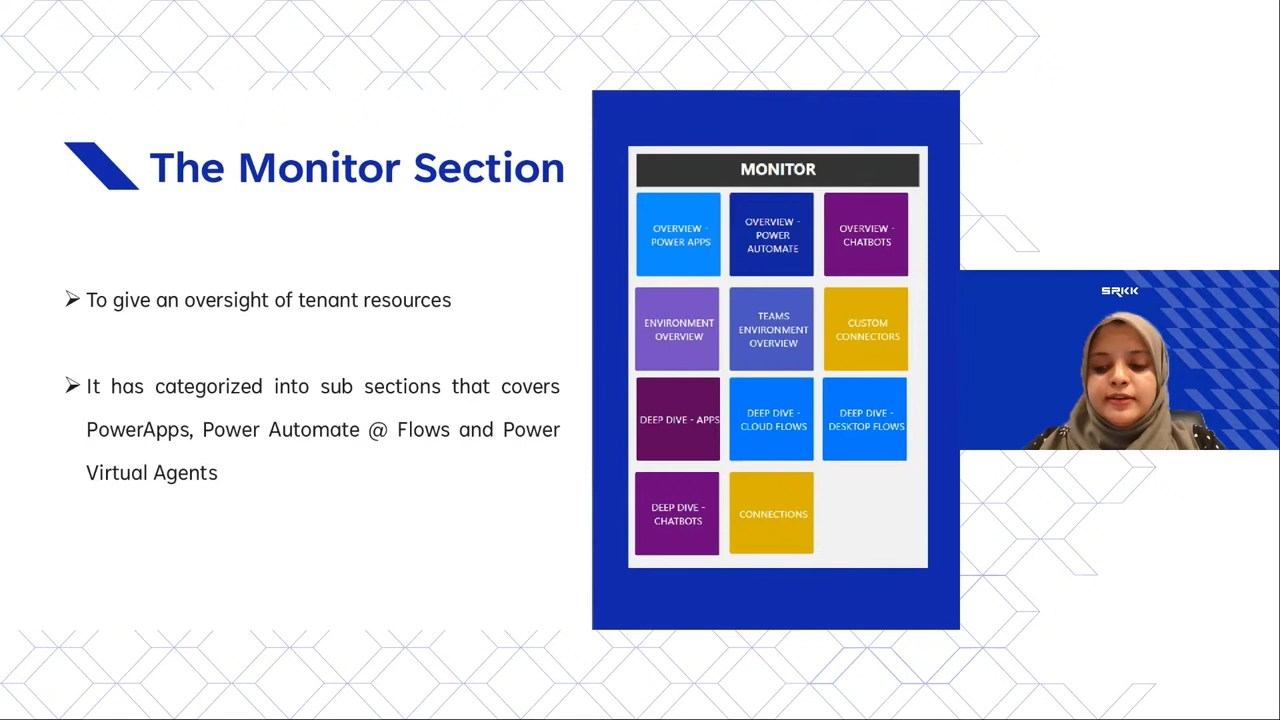 The Monitor Section
➢ To give an oversight of tenant resources
➢ It has categorized into sub sections that covers
PowerApps, Power Automate @ Flows and Power
Virtual Agents
MONITOR
OVERVIEW -
POWER APPS
OVERVIEW -
POWER
AUTOMATE
OVERVIEW -
CHATBOTS
ENVIRONMENT
OVERVIEW
TEAMS
ENVIRONMENT
OVERVIEW
CUSTOM
CONNECTORS
DEEP DIVE - APPS
DEEP DIVE -
CLOUD FLOWS
DEEP DIVE -
DESKTOP FLOWS
DEEP DIVE -
CHATBOTS
CONNECTIONS
SRKK